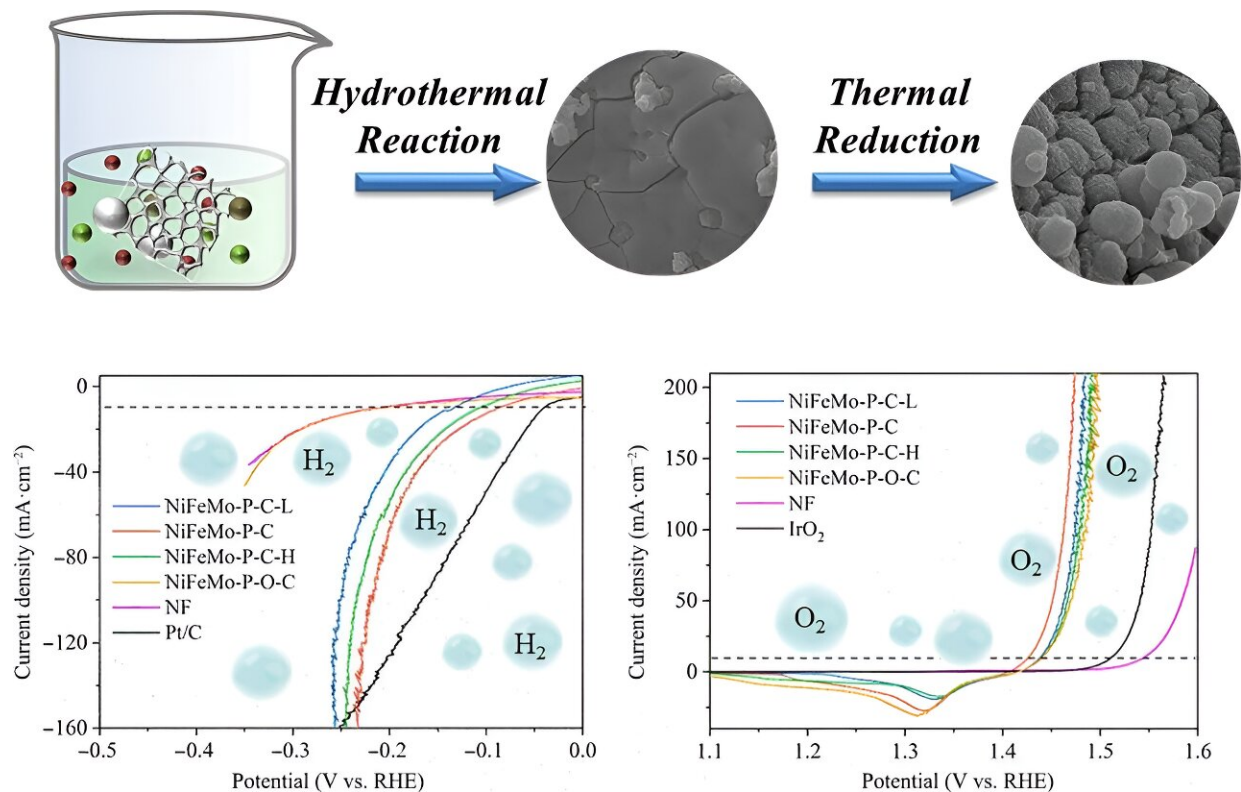 Hydrothermal
Reaction
Thermal
Reduction
0
−40
−80
−120
−160
−0.5
−0.4
−0.3
−0.2
−0.1
0.0
Current density (mA·cm⁻²)
Potential (V vs. RHE)
NiFeMo-P-C-L
NiFeMo-P-C
NiFeMo-P-C-H
NiFeMo-P-O-C
NF
Pt/C
H₂
H₂
H₂
200
150
100
50
0
1.1
1.2
1.3
1.4
1.5
1.6
Current density (mA·cm⁻²)
Potential (V vs. RHE)
NiFeMo-P-C-L
NiFeMo-P-C
NiFeMo-P-C-H
NiFeMo-P-O-C
NF
IrO₂
O₂
O₂
O₂